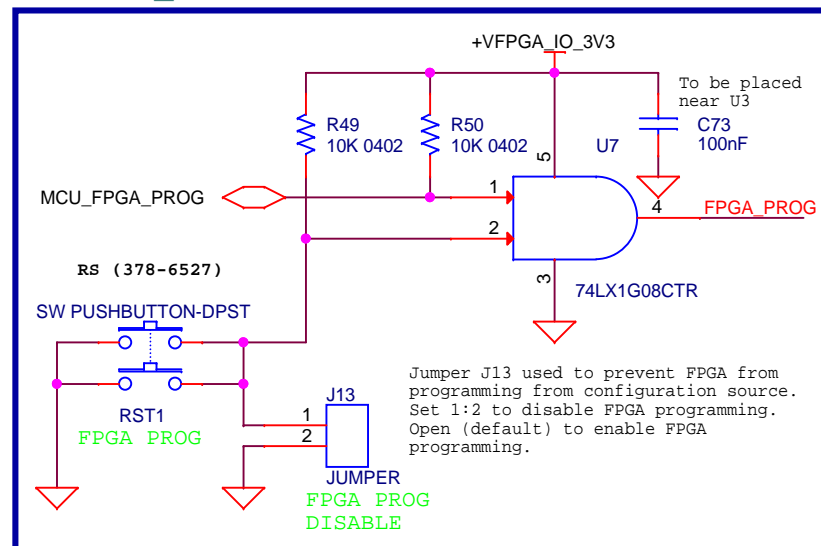 +VFPGA_IO_3V3
To be placed
near U3
R49
10K 0402
R50
10K 0402
U7
C73
100nF
5
MCU_FPGA_PROG
1
4
FPGA_PROG
2
3
74LX1G08CTR
RS (378-6527)
SW PUSHBUTTON-DPST
RST1
FPGA PROG
J13
1
2
JUMPER
FPGA PROG
DISABLE
Jumper J13 used to prevent FPGA from
programming from configuration source.
Set 1:2 to disable FPGA programming.
Open (default) to enable FPGA
programming.